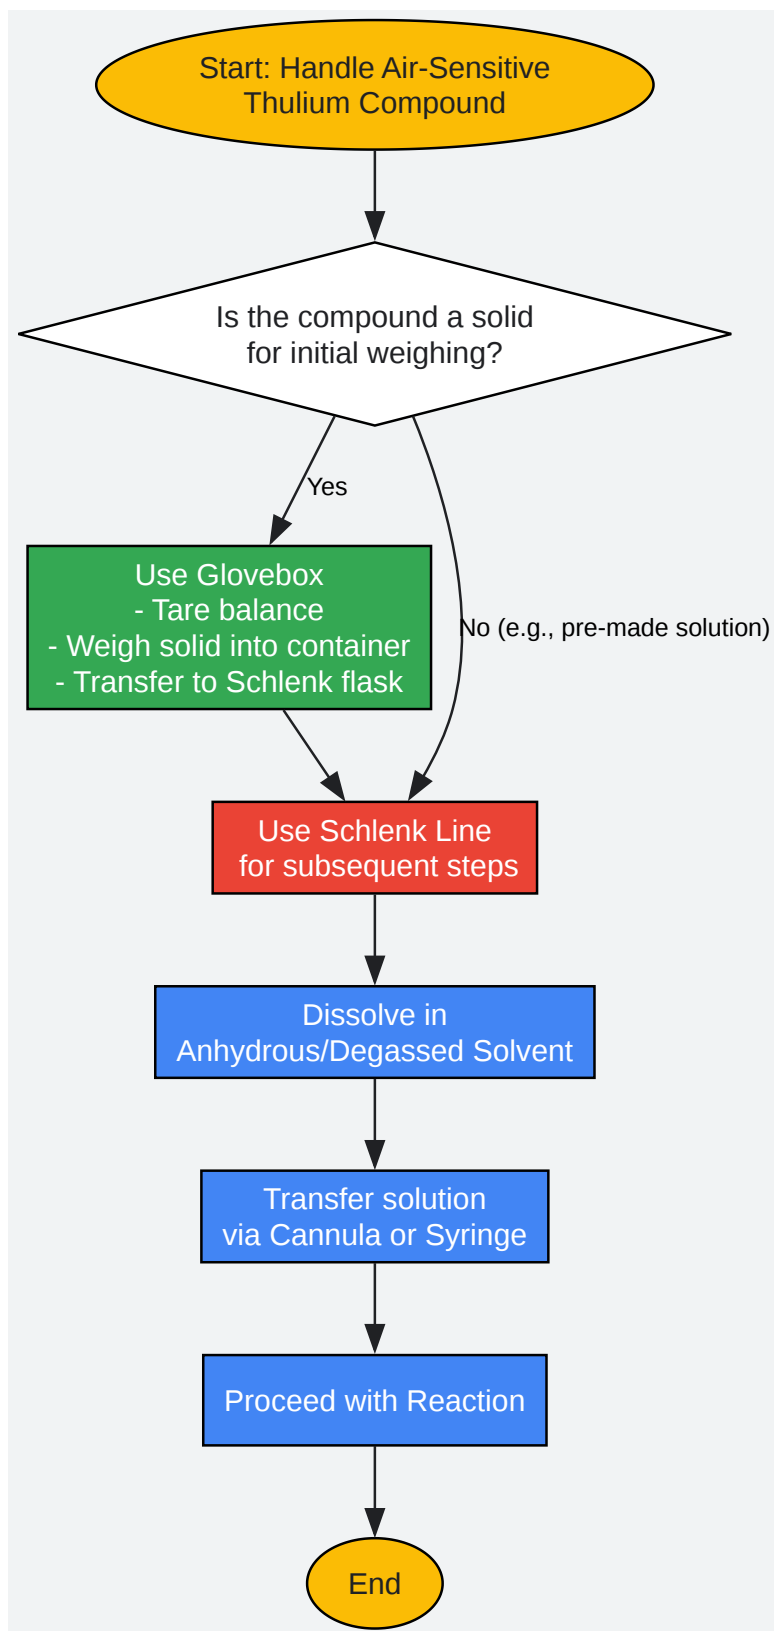 Start: Handle Air-Sensitive
Thulium Compound
Is the compound a solid
for initial weighing?
Yes
Use Glovebox
- Tare balance
- Weigh solid into container
- Transfer to Schlenk flask
No (e.g., pre-made solution)
Use Schlenk Line
for subsequent steps
Dissolve in
Anhydrous/Degassed Solvent
Transfer solution
via Cannula or Syringe
Proceed with Reaction
End